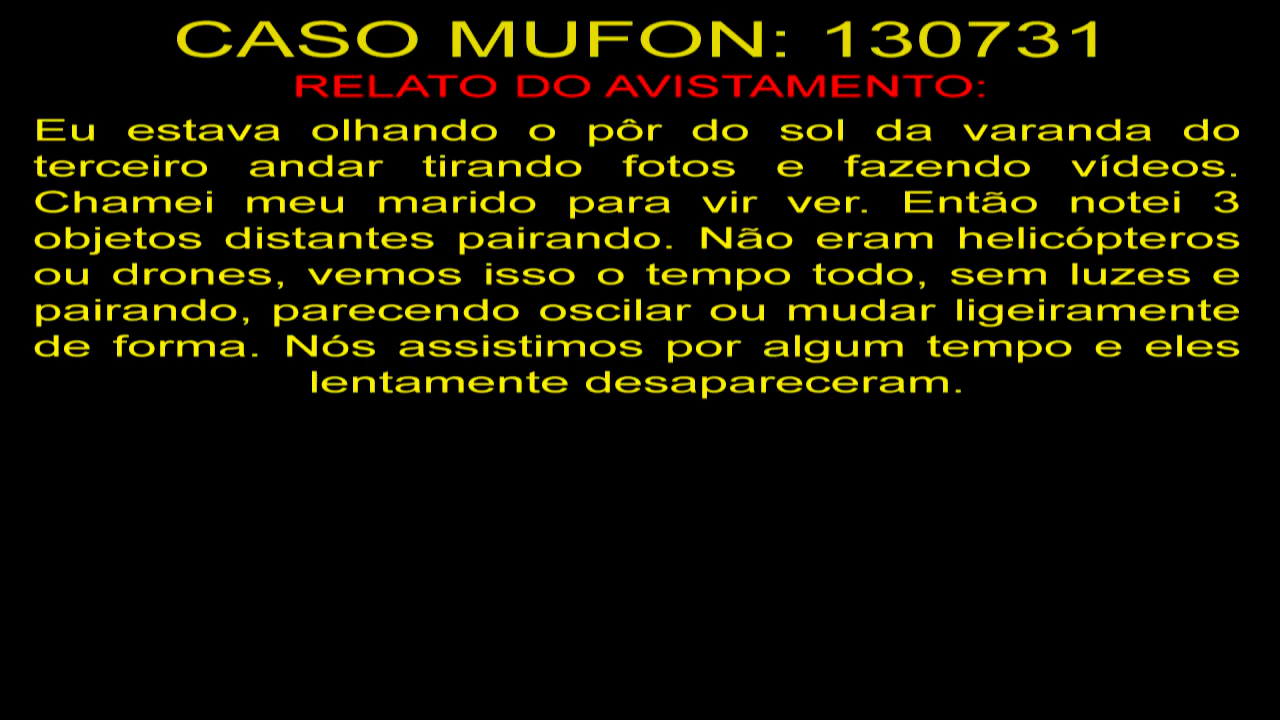 CASO MUFON: 130731
RELATO DO AVISTAMENTO:
Eu estava olhando o pôr do sol da varanda do
terceiro andar tirando fotos e fazendo vídeos.
Chamei meu marido para vir ver. Então notei 3
objetos distantes pairando. Não eram helicópteros
ou drones, vemos isso o tempo todo, sem luzes e
pairando, parecendo oscilar ou mudar ligeiramente
de forma. Nós assistimos por algum tempo e eles
lentamente desapareceram.